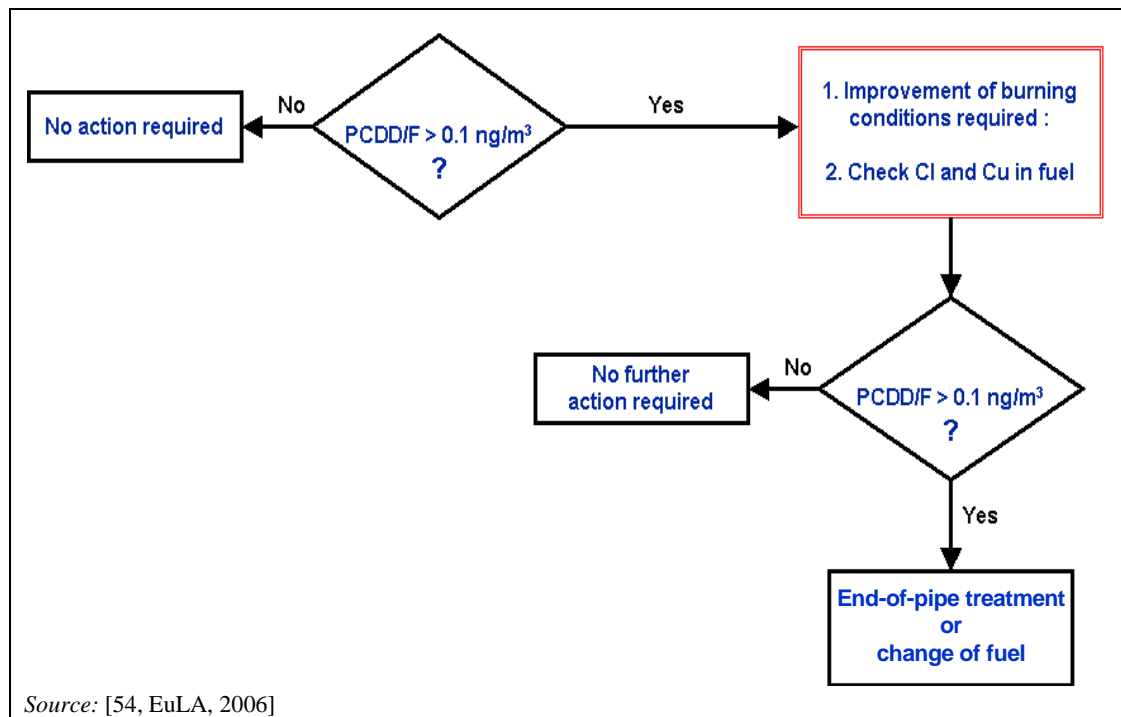 No action required
No
PCDD/F > 0.1 ng/m³
?
Yes
1. Improvement of burning
conditions required :
2. Check Cl and Cu in fuel
No further
action required
No
PCDD/F > 0.1 ng/m³
?
Yes
End-of-pipe treatment
or
change of fuel
Source: [54, EuLA, 2006]